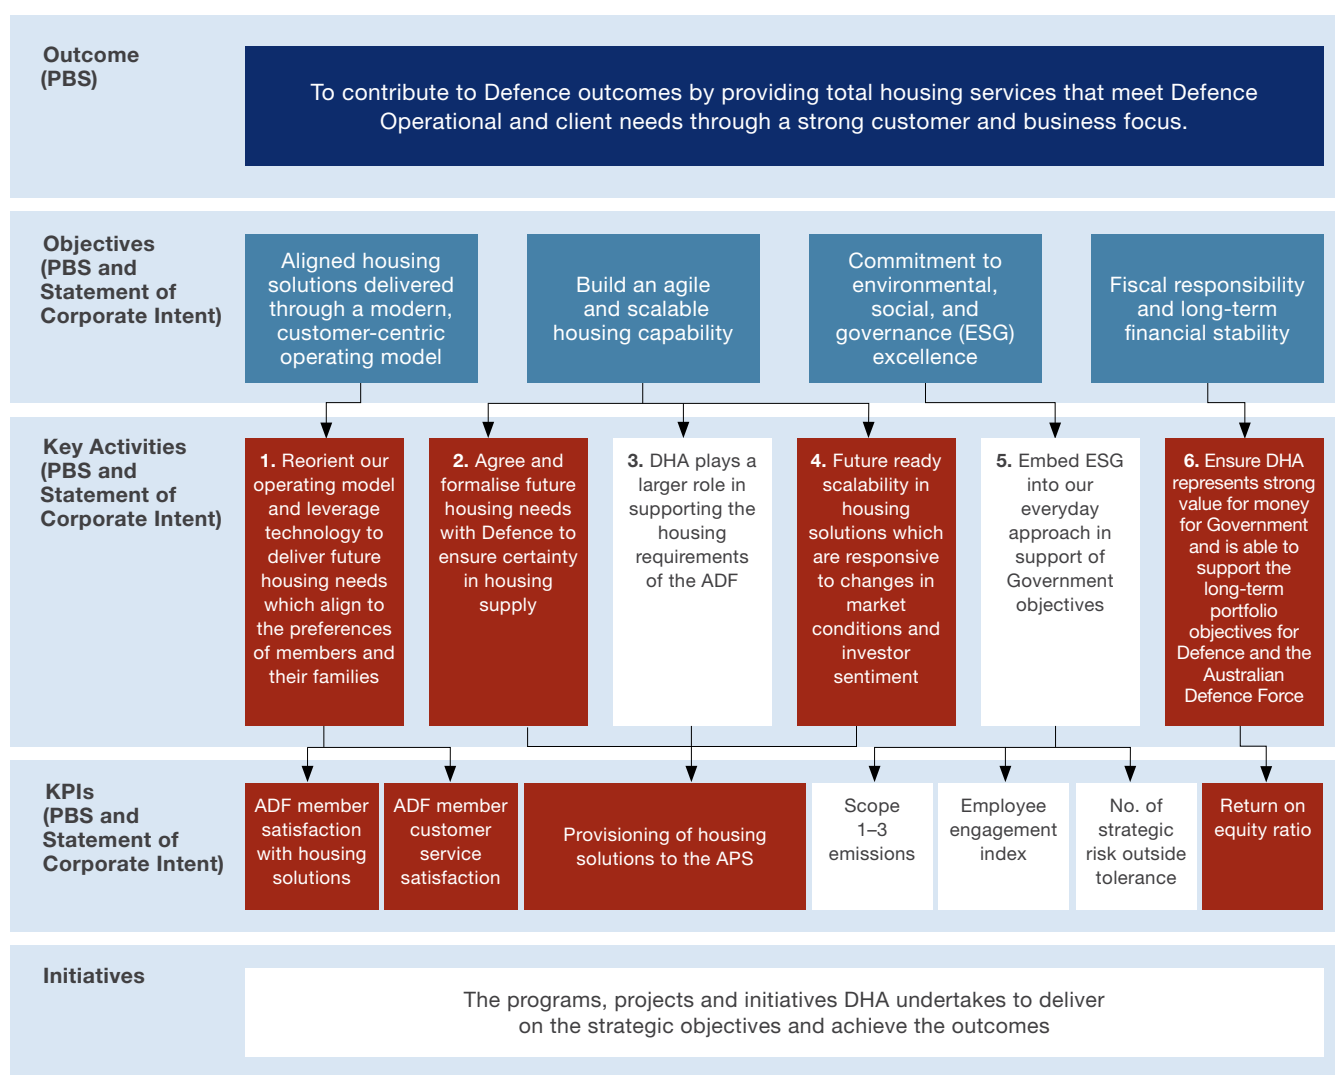 Outcome
(PBS)
To contribute to Defence outcomes by providing total housing services that meet Defence
Operational and client needs through a strong customer and business focus.
Objectives
(PBS and
Statement of
Corporate Intent)
Aligned housing
solutions delivered
through a modern,
customer-centric
operating model
Build an agile
and scalable
housing capability
Commitment to
environmental,
social, and
governance (ESG)
excellence
Fiscal responsibility
and long-term
financial stability
Key Activities
(PBS and
Statement of
Corporate Intent)
1. Reorient our
operating model
and leverage
technology to
deliver future
housing needs
which align to
the preferences
of members and
their families
2. Agree and
formalise future
housing needs
with Defence to
ensure certainty
in housing
supply
3. DHA plays a
larger role in
supporting the
housing
requirements
of the ADF
4. Future ready
scalability in
housing
solutions which
are responsive
to changes in
market
conditions and
investor
sentiment
5. Embed ESG
into our
everyday
approach in
support of
Government
objectives
6. Ensure DHA
represents strong
value for money
for Government
and is able to
support the
long-term
portfolio
objectives for
Defence and the
Australian
Defence Force
KPIs
(PBS and
Statement of
Corporate Intent)
ADF member
satisfaction
with housing
solutions
ADF member
customer
service
satisfaction
Provisioning of housing
solutions to the APS
Scope
1–3
emissions
Employee
engagement
index
No. of
strategic
risk outside
tolerance
Return on
equity ratio
Initiatives
The programs, projects and initiatives DHA undertakes to deliver
on the strategic objectives and achieve the outcomes